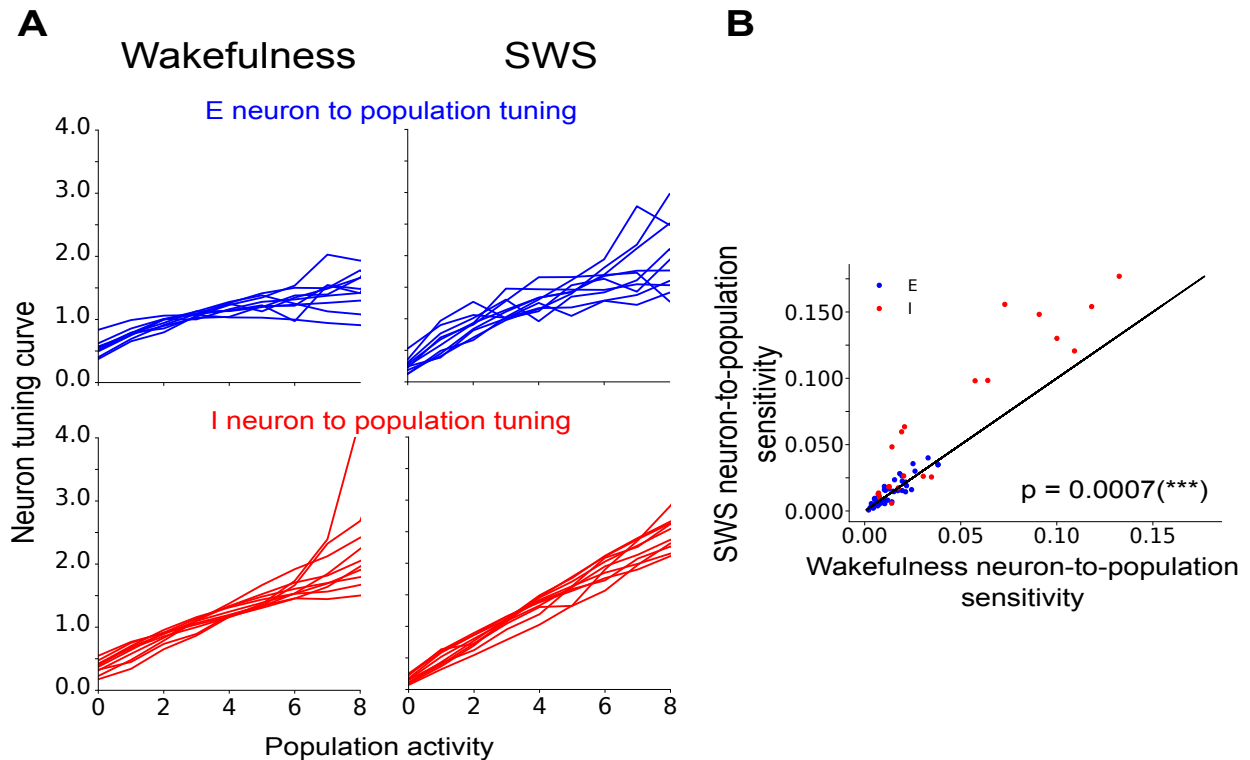 A
Wakefulness
SWS
E neuron to population tuning
4.0
3.0
2.0
1.0
0.0
I neuron to population tuning
4.0
3.0
2.0
1.0
0.0
0 2 4 6 8
0 2 4 6 8
Neuron tuning curve
Population activity
B
SWS neuron-to-population
sensitivity
0.150
0.100
0.050
0.000
E
I
p = 0.0007(***)
0.00 0.05 0.10 0.15
Wakefulness neuron-to-population
sensitivity